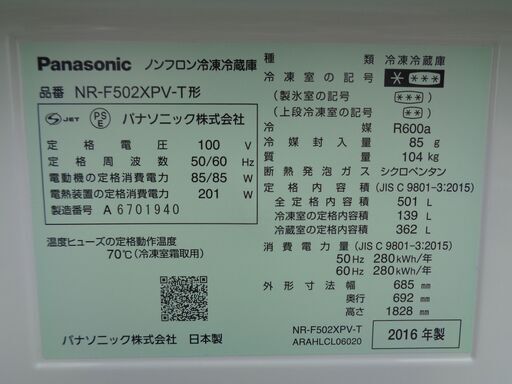 Panasonic ノンフロン冷凍冷蔵庫
品番 NR-F502XPV-T形
S JET PS E パナソニック株式会社
定格電圧 100 V
定格周波数 50/60 Hz
電動機の定格消費電力 85/85 W
電熱装置の定格消費電力 201 W
製造番号 A 6701940
温度ヒューズの定格動作温度
70℃(冷凍室霜取用)
パナソニック株式会社 日本製
種類 冷凍冷蔵庫
冷凍室の記号 * ***
(製氷室の記号 ***)
(上段冷凍室の記号 **)
冷媒 R600a
冷媒封入量 85 g
質量 104 kg
断熱発泡ガス シクロペンタン
定格内容積 (JIS C 9801-3:2015)
全定格内容積 501 L
冷凍室の定格内容積 139 L
冷蔵室の定格内容積 362 L
消費電力量 (JIS C 9801-3:2015)
50 Hz 280 kWh/年
60 Hz 280 kWh/年
外形寸法 幅 685 mm
奥行 692 mm
高さ 1828 mm
NR-F502XPV-T
ARAHLCL06020
2016 年製